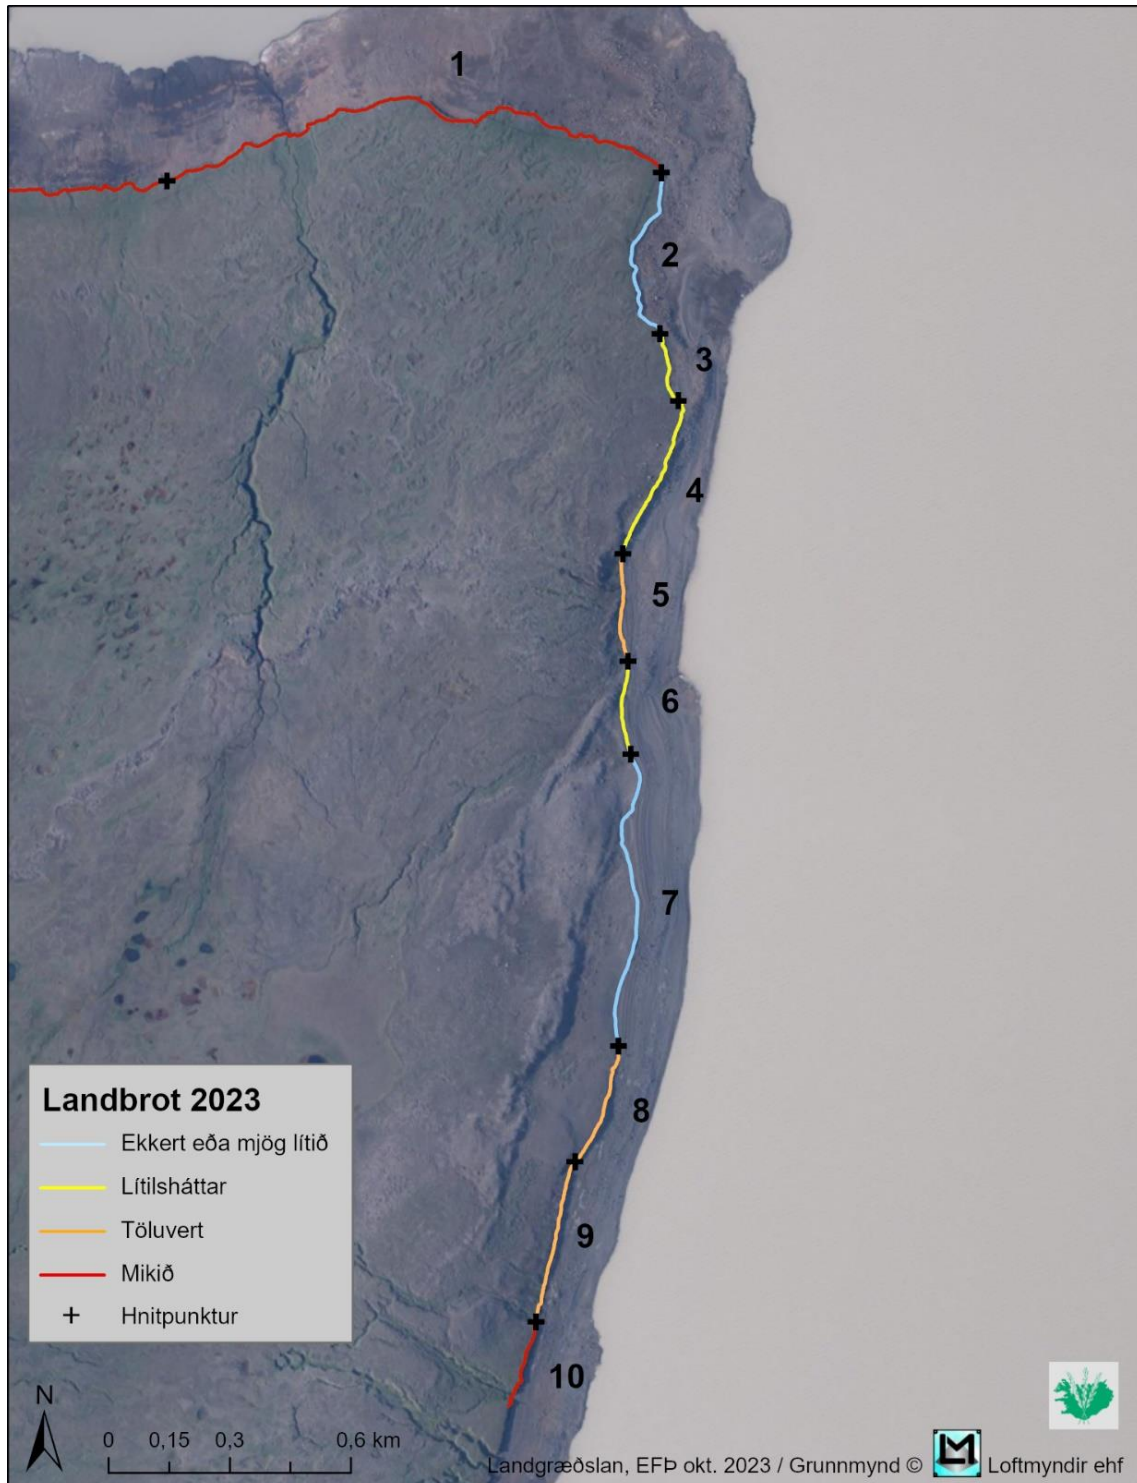 1
2
3
4
5
6
7
8
9
10
Landbrot 2023
Ekkert eða mjög lítið
Lítilsháttar
Töluvert
Mikið
Hnitpunktur
N
0 0,15 0,3 0,6 km
Landgræðslan, EFÞ okt. 2023 / Grunnmynd © LM Loftmyndir ehf